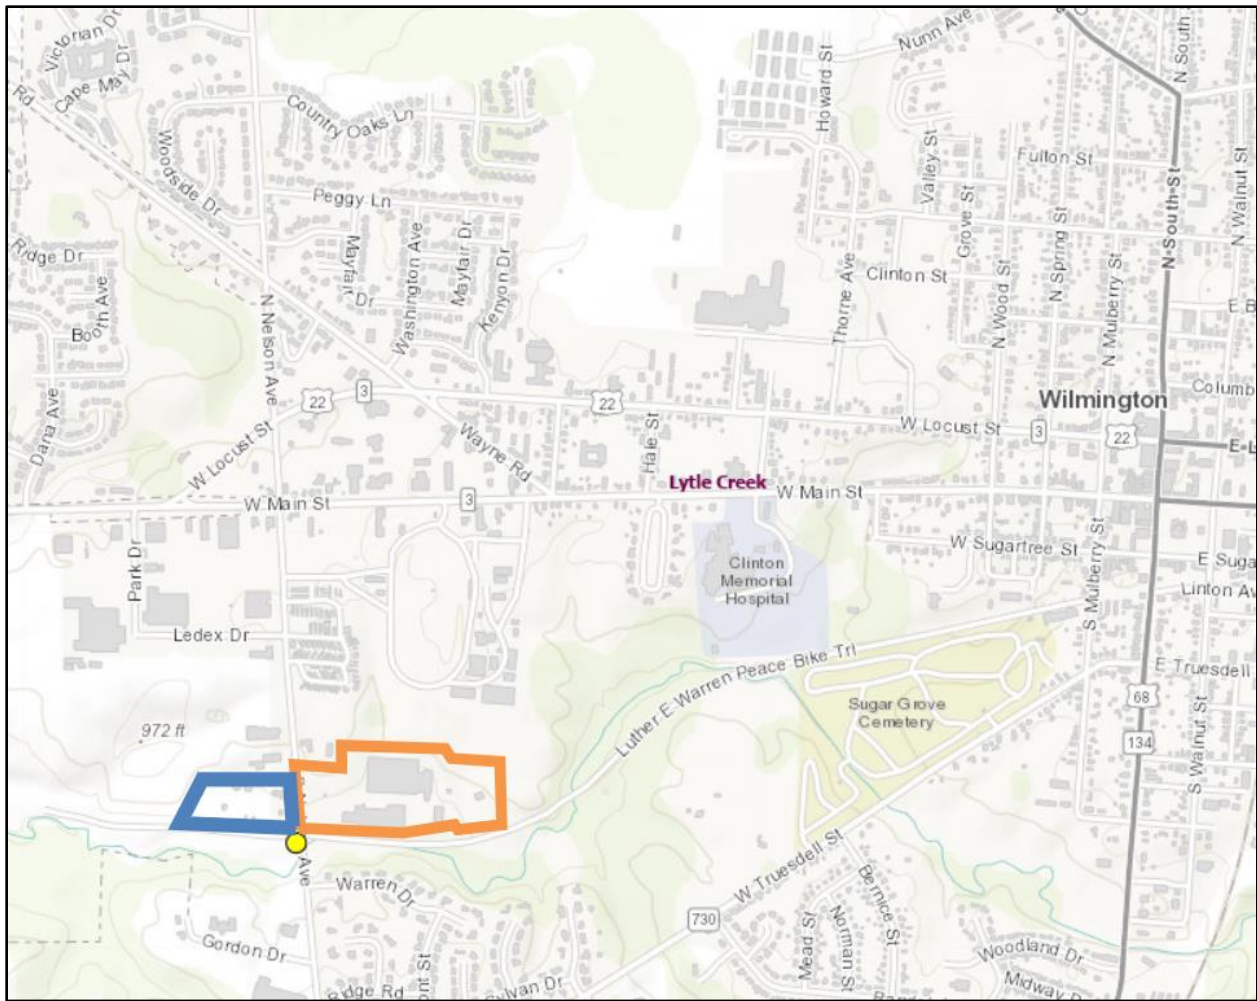 Victorian Dr
Cape May Dr
Rd
Woodside Dr
Country Oaks Ln
Peggy Ln
Howard St
Nunn Ave
N South
N South St
Fulton St
Valley St
Grove St
N Walnut St
N Spring St
Ridge Dr
Mayfair
Dr
Washington Ave
Mayfair Dr
Kenyon Dr
Clinton St
Thorne Ave
N Wood St
N Mulberry St
E B
Booth Ave
N Nelson Ave
22
3
22
Wilmington
Columb
Dana Ave
W Locust St
Wayne Rd
Hale St
W Locust St
3
22
E L
Lytle Creek
W Main St
3
W Main St
Park Dr
W Sugartree St
S Mulberry St
E Suga
Linton Av
Clinton
Memorial
Hospital
Ledex Dr
Luther E Warren Peace Bike Trl
E Truesdell
68
Sugar Grove
Cemetery
972 ft
134
S Walnut St
W Truesdell St
Ave
Warren Dr
Bernice St
730
Norman St
Mead St
Gordon Dr
Woodland Dr
Ridge Rd
ont St
ylvan Dr
Midway D